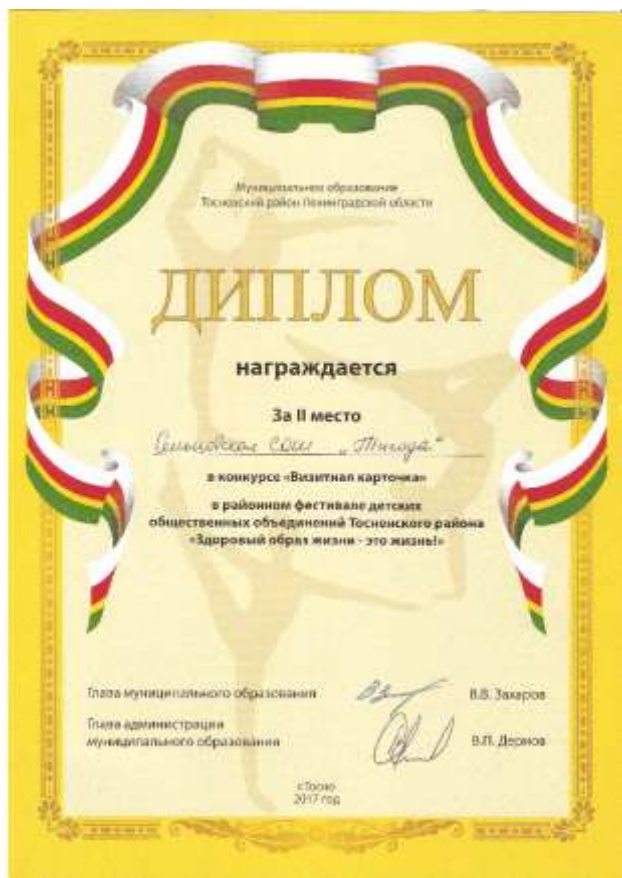 Муниципальное образование
Тосненский район Ленинградской области
ДИПЛОМ
награждается
За II место
Сельцовская СОШ „Тигода“
в конкурсе «Визитная карточка»
в районном фестивале детских
общественных объединений Тосненского района
«Здоровый образ жизни - это жизнь!»
Глава муниципального образования В.В. Захаров
Глава администрации
муниципального образования В.П. Дернов
г.Тосно
2017 год